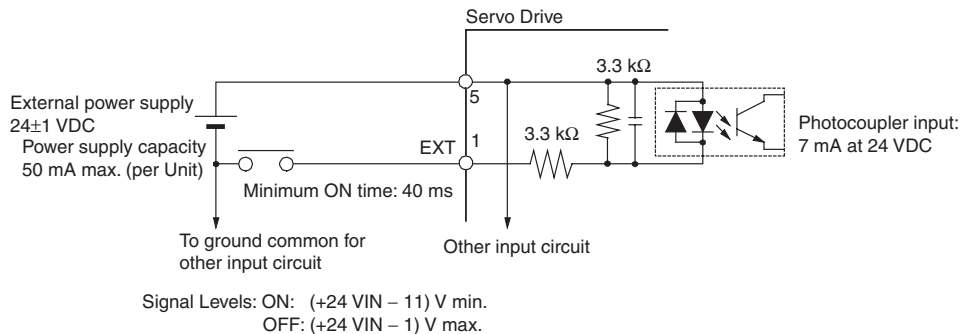 Servo Drive
External power supply
24±1 VDC
Power supply capacity
50 mA max. (per Unit)
5
EXT
1
3.3 kΩ
3.3 kΩ
Photocoupler input:
7 mA at 24 VDC
Minimum ON time: 40 ms
To ground common for
other input circuit
Other input circuit
Signal Levels: ON: (+24 VIN – 11) V min.
OFF: (+24 VIN – 1) V max.